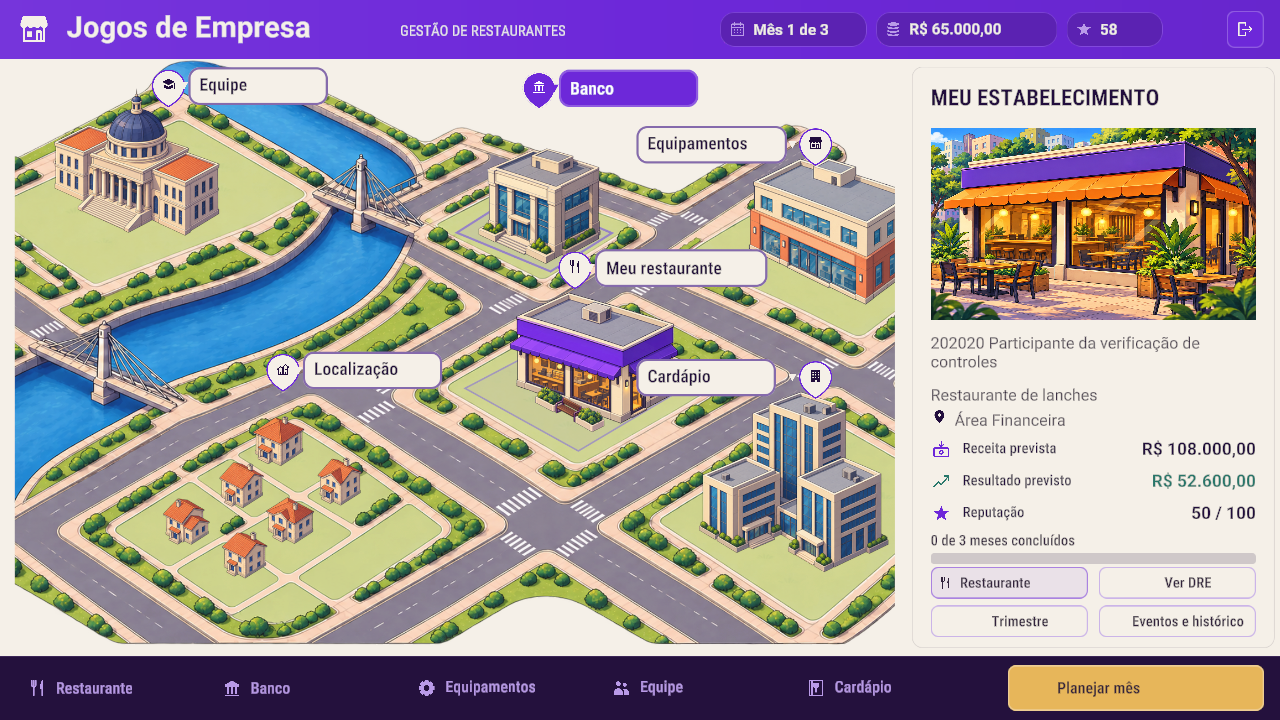 Jogos de Empresa
GESTÃO DE RESTAURANTES
Mês 1 de 3
R$ 65.000,00
58
Equipe
Banco
Equipamentos
Meu restaurante
Localização
Cardápio
MEU ESTABELECIMENTO
202020 Participante da verificação de
controles
Restaurante de lanches
Área Financeira
Receita prevista R$ 108.000,00
Resultado previsto R$ 52.600,00
Reputação 50 / 100
0 de 3 meses concluídos
Restaurante
Ver DRE
Trimestre
Eventos e histórico
Restaurante
Banco
Equipamentos
Equipe
Cardápio
Planejar mês